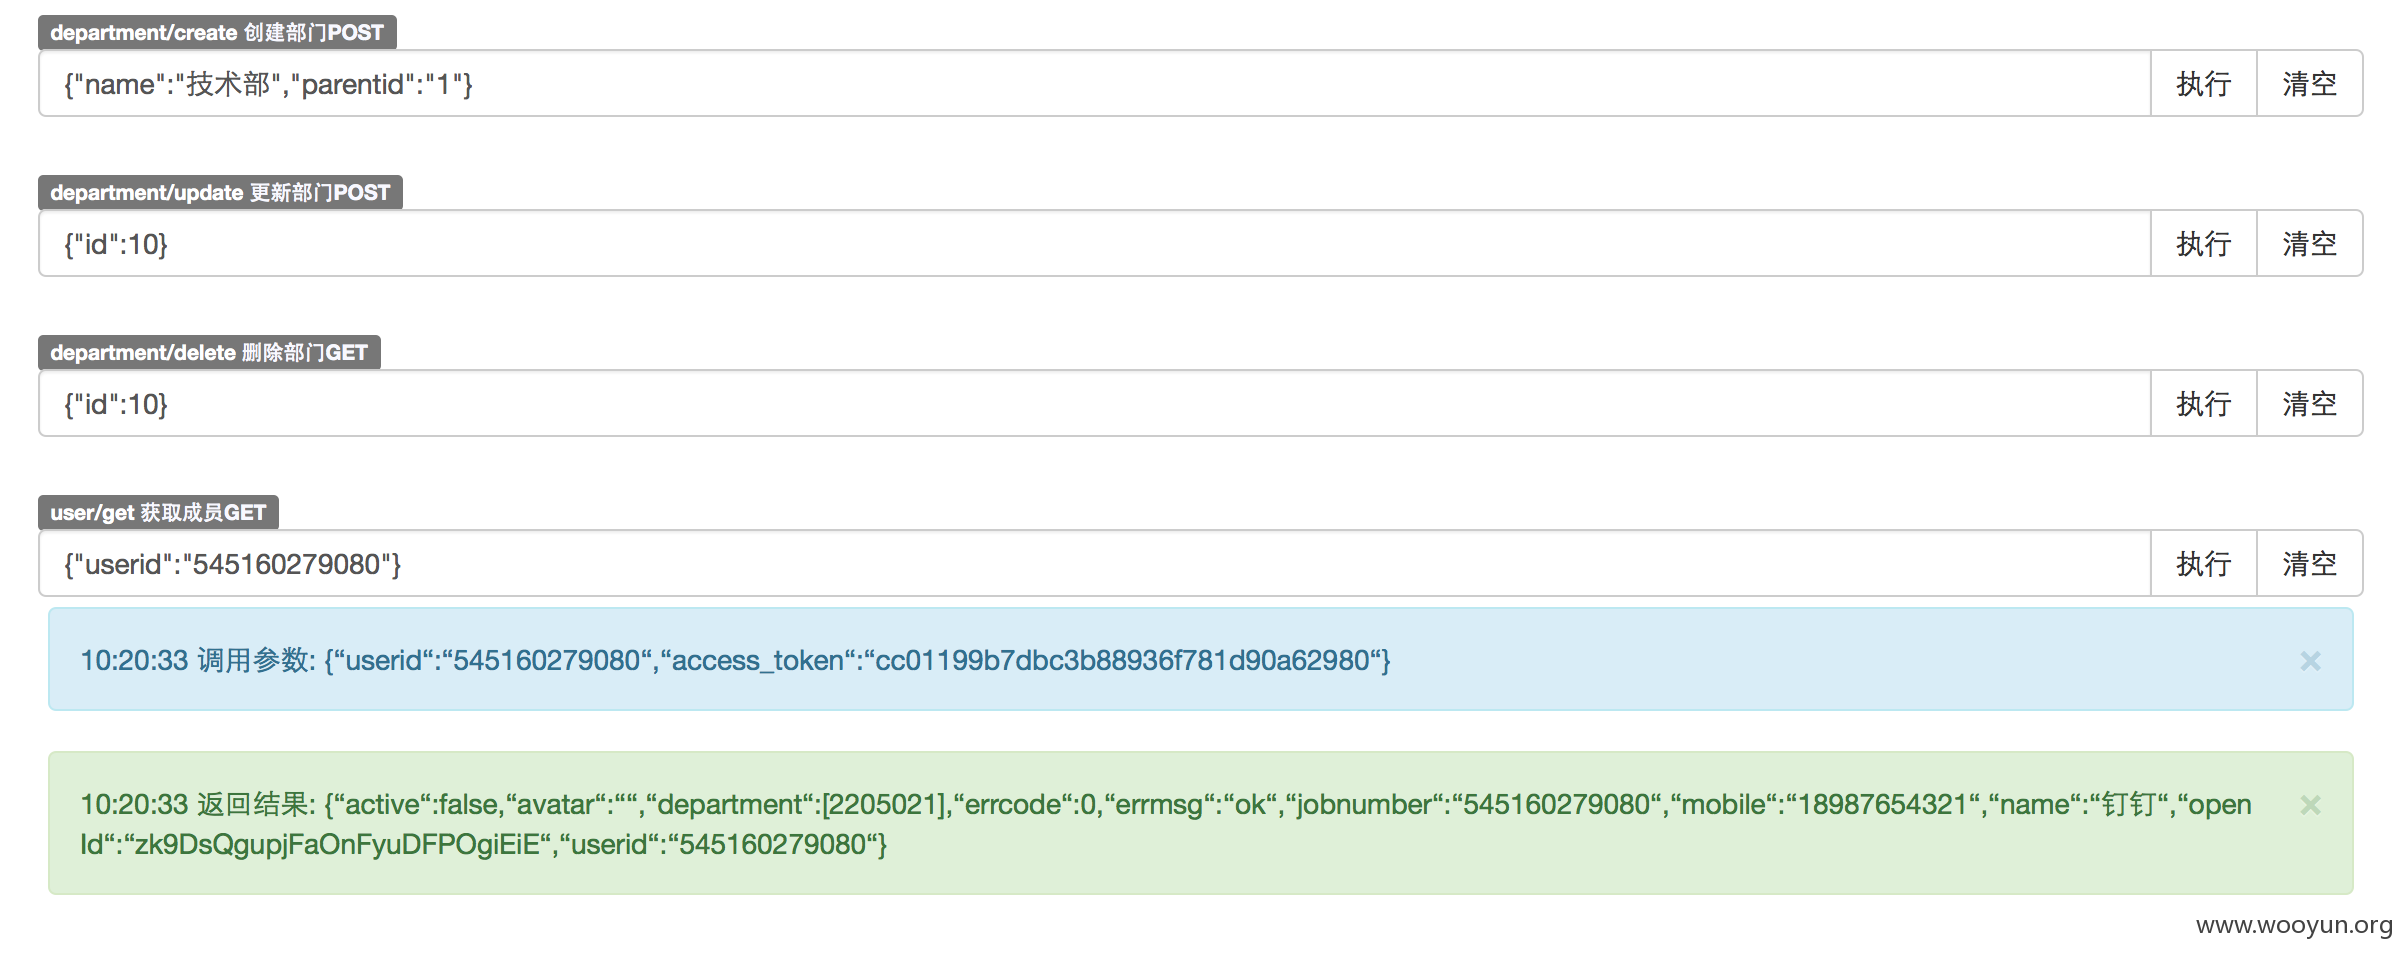 department/create 创建部门POST
{"name":"技术部","parentid":"1"} 执行 清空
department/update 更新部门POST
{"id":10} 执行 清空
department/delete 删除部门GET
{"id":10} 执行 清空
user/get 获取成员GET
{"userid":"545160279080"} 执行 清空
10:20:33 调用参数: {“userid“:“545160279080“,“access_token“:“cc01199b7dbc3b88936f781d90a62980“} ×
10:20:33 返回结果: {“active“:false,“avatar“:““,“department“:[2205021],“errcode“:0,“errmsg“:“ok“,“jobnumber“:“545160279080“,“mobile“:“18987654321“,“name“:“钉钉“,“open ×
Id“:“zk9DsQgupjFaOnFyuDFPOgiEiE“,“userid“:“545160279080“}
www.wooyun.org